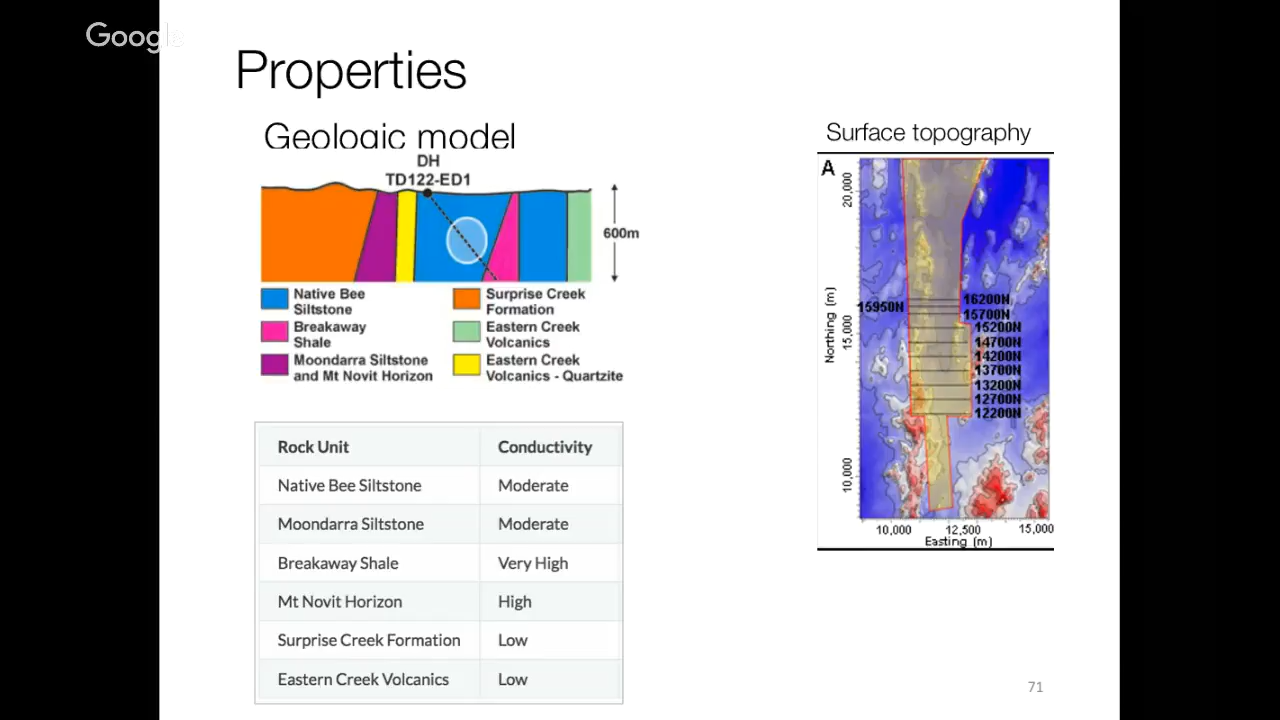 Google
Properties
Geologic model
DH
TD122-ED1
600m
Native Bee
Siltstone
Breakaway
Shale
Moondarra Siltstone
and Mt Novit Horizon
Surprise Creek
Formation
Eastern Creek
Volcanics
Eastern Creek
Volcanics - Quartzite
Rock Unit Conductivity
Native Bee Siltstone Moderate
Moondarra Siltstone Moderate
Breakaway Shale Very High
Mt Novit Horizon High
Surprise Creek Formation Low
Eastern Creek Volcanics Low
Surface topography
A
20,000
15,000
10,000
Northing (m)
15950N
16200N
15700N
15200N
14700N
14200N
13700N
13200N
12700N
12200N
10,000 12,500 15,000
Easting (m)
71